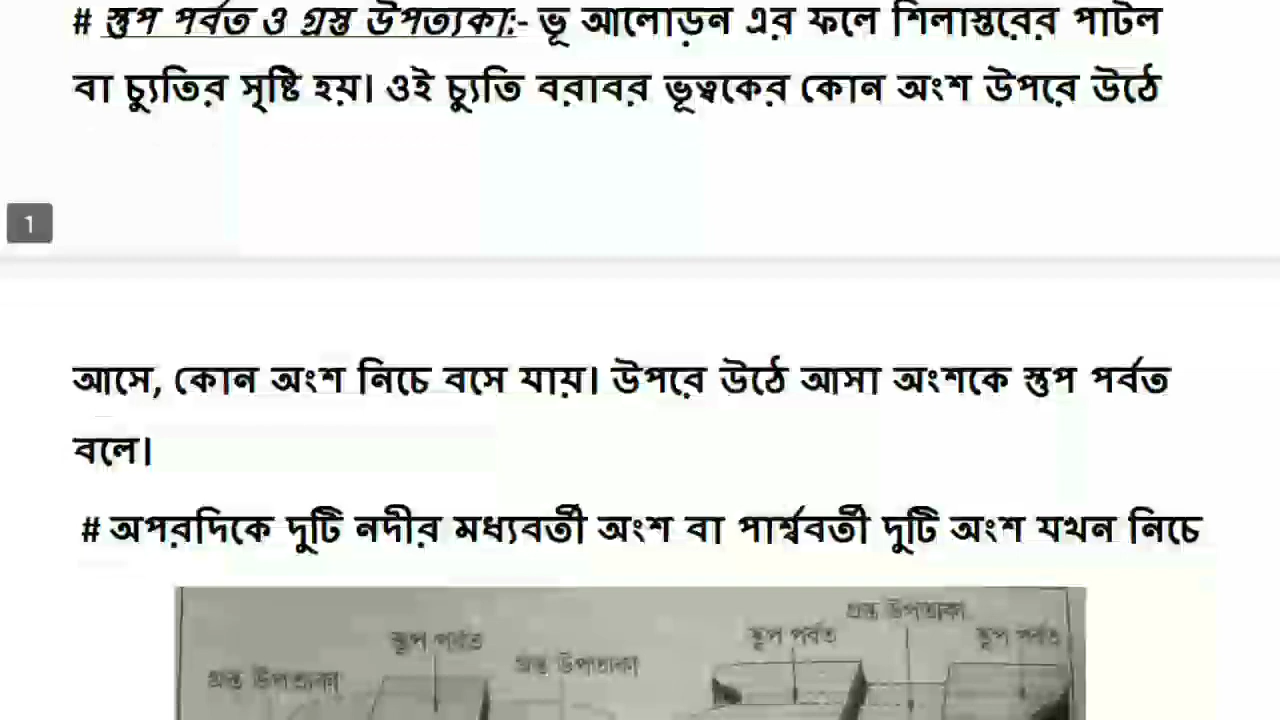 # স্তুপ পর্বত ও গ্রস্ত উপত্যকা:- ভূ আলোড়ন এর ফলে শিলাস্তরের পাটল
বা চ্যুতির সৃষ্টি হয়। ওই চ্যুতি বরাবর ভূত্বকের কোন অংশ উপরে উঠে
1
আসে, কোন অংশ নিচে বসে যায়। উপরে উঠে আসা অংশকে স্তুপ পর্বত
বলে।
# অপরদিকে দুটি নদীর মধ্যবর্তী অংশ বা পার্শ্ববর্তী দুটি অংশ যখন নিচে
গ্রস্ত উপত্যকা
স্তূপ পর্বত স্তূপ পর্বত স্তূপ পর্বত
গ্রস্ত উপত্যকা গ্রস্ত উপত্যকা